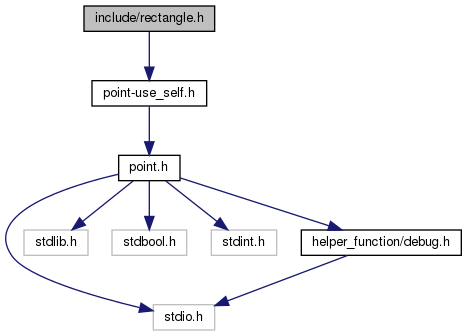 include/rectangle.h
point-use_self.h
point.h
stdlib.h
stdbool.h
stdint.h
helper_function/debug.h
stdio.h